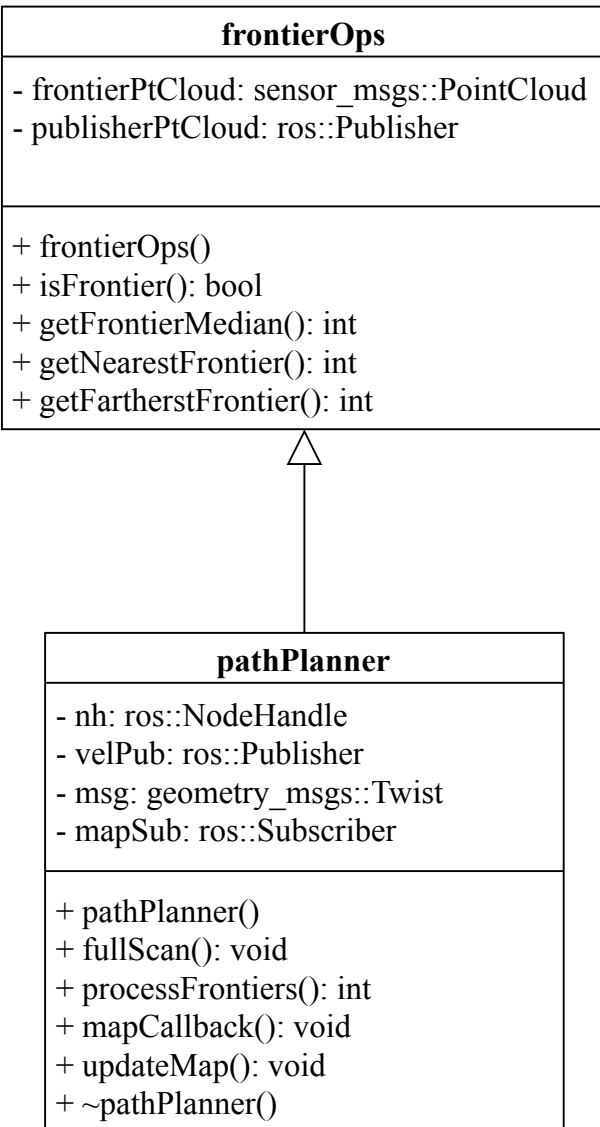 frontierOps
- frontierPtCloud: sensor_msgs::PointCloud
- publisherPtCloud: ros::Publisher
+ frontierOps()
+ isFrontier(): bool
+ getFrontierMedian(): int
+ getNearestFrontier(): int
+ getFartherstFrontier(): int
pathPlanner
- nh: ros::NodeHandle
- velPub: ros::Publisher
- msg: geometry_msgs::Twist
- mapSub: ros::Subscriber
+ pathPlanner()
+ fullScan(): void
+ processFrontiers(): int
+ mapCallback(): void
+ updateMap(): void
+ ~pathPlanner()